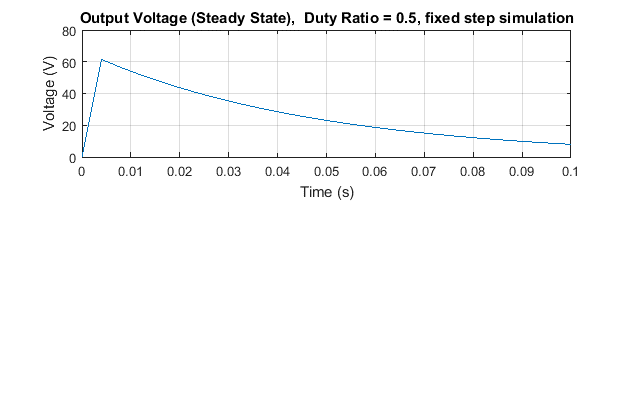 Output Voltage (Steady State),  Duty Ratio = 0.5, fixed step simulation
80
60
40
20
0
Voltage (V)
0 0.01 0.02 0.03 0.04 0.05 0.06 0.07 0.08 0.09 0.1
Time (s)